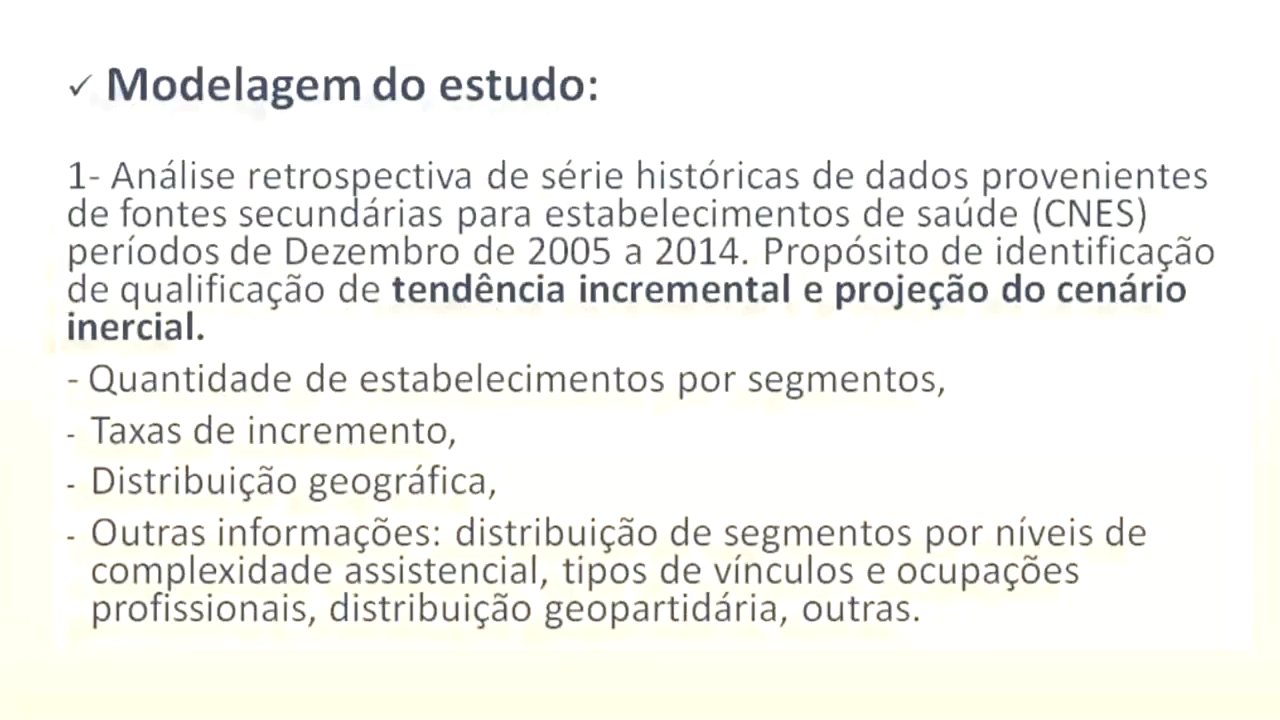 ✓ Modelagem do estudo:
1- Análise retrospectiva de série históricas de dados provenientes
de fontes secundárias para estabelecimentos de saúde (CNES)
períodos de Dezembro de 2005 a 2014. Propósito de identificação
de qualificação de tendência incremental e projeção do cenário
inercial.
- Quantidade de estabelecimentos por segmentos,
- Taxas de incremento,
- Distribuição geográfica,
- Outras informações: distribuição de segmentos por níveis de
complexidade assistencial, tipos de vínculos e ocupações
profissionais, distribuição geopartidária, outras.